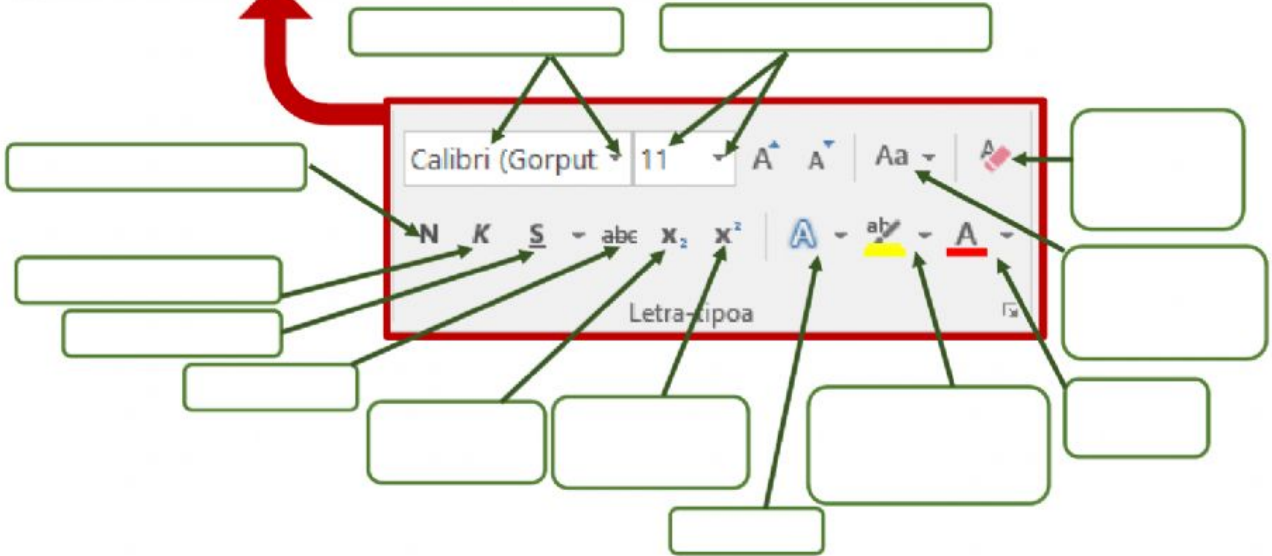 Calibri (Gorput 11 A A Aa A
N K S abc x₂ x² A ab A
Letra-tipoa